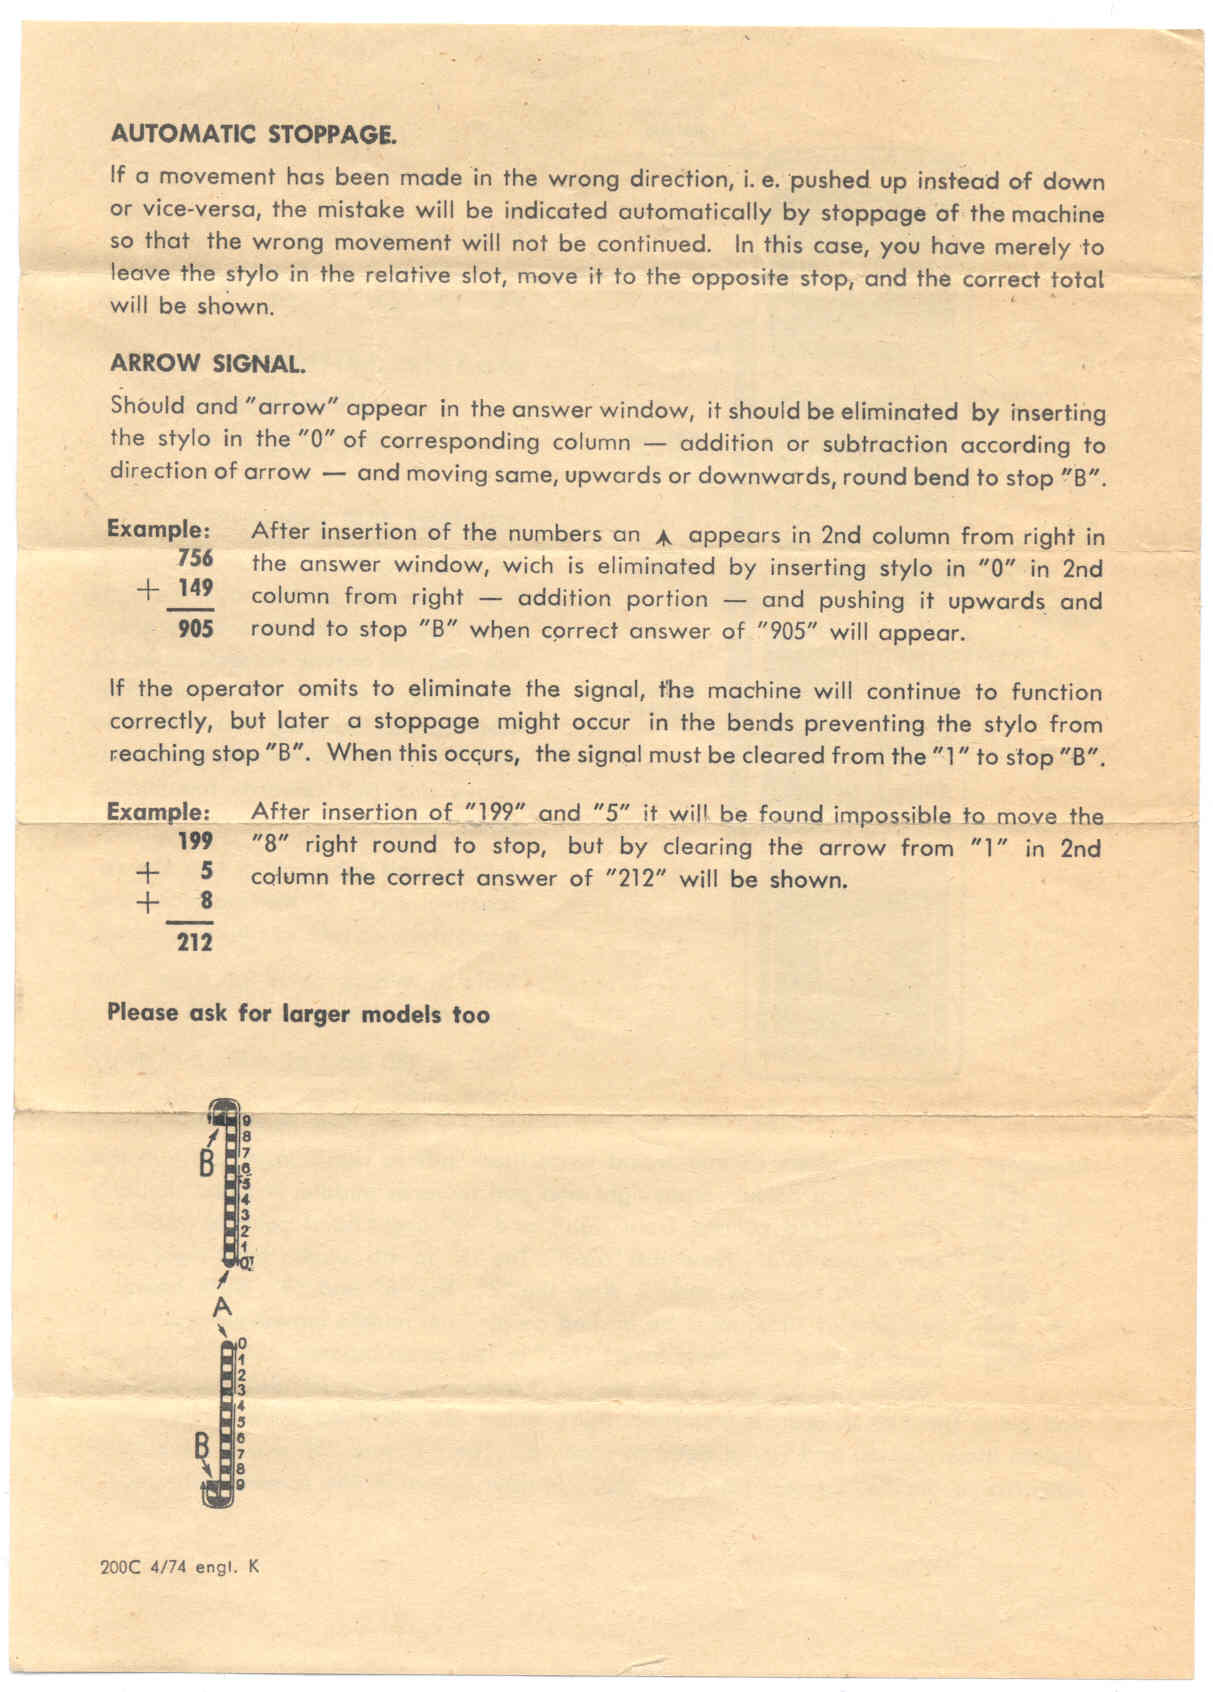 AUTOMATIC STOPPAGE.
If a movement has been made in the wrong direction, i. e. pushed up instead of down
or vice-versa, the mistake will be indicated automatically by stoppage of the machine
so that the wrong movement will not be continued. In this case, you have merely to
leave the stylo in the relative slot, move it to the opposite stop, and the correct total
will be shown.
ARROW SIGNAL.
Should and "arrow" appear in the answer window, it should be eliminated by inserting
the stylo in the "0" of corresponding column — addition or subtraction according to
direction of arrow — and moving same, upwards or downwards, round bend to stop "B".
Example: After insertion of the numbers an appears in 2nd column from right in
756 the answer window, wich is eliminated by inserting stylo in "0" in 2nd
+ 149 column from right — addition portion — and pushing it upwards and
905 round to stop "B" when correct answer of "905" will appear.
If the operator omits to eliminate the signal, the machine will continue to function
correctly, but later a stoppage might occur in the bends preventing the stylo from
reaching stop "B". When this occurs, the signal must be cleared from the "1" to stop "B".
Example: After insertion of "199" and "5" it will be found impossible to move the
199 "8" right round to stop, but by clearing the arrow from "1" in 2nd
+ 5 column the correct answer of "212" will be shown.
+ 8
212
Please ask for larger models too
9
8
B 7
6
5
4
3
2
1
0
A
0
1
2
3
4
5
B 6
7
8
9
200C 4/74 engl. K